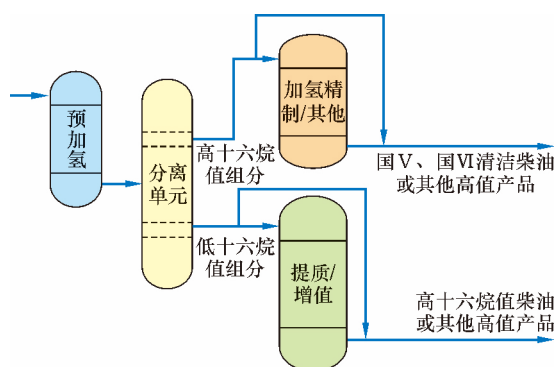 预
加
氢
分离
单元
高十六烷
值组分
低十六烷
值组分
加氢精
制/其他
国Ⅴ、国Ⅵ清洁柴油
或其他高值产品
提质/
增值
高十六烷值柴油
或其他高值产品